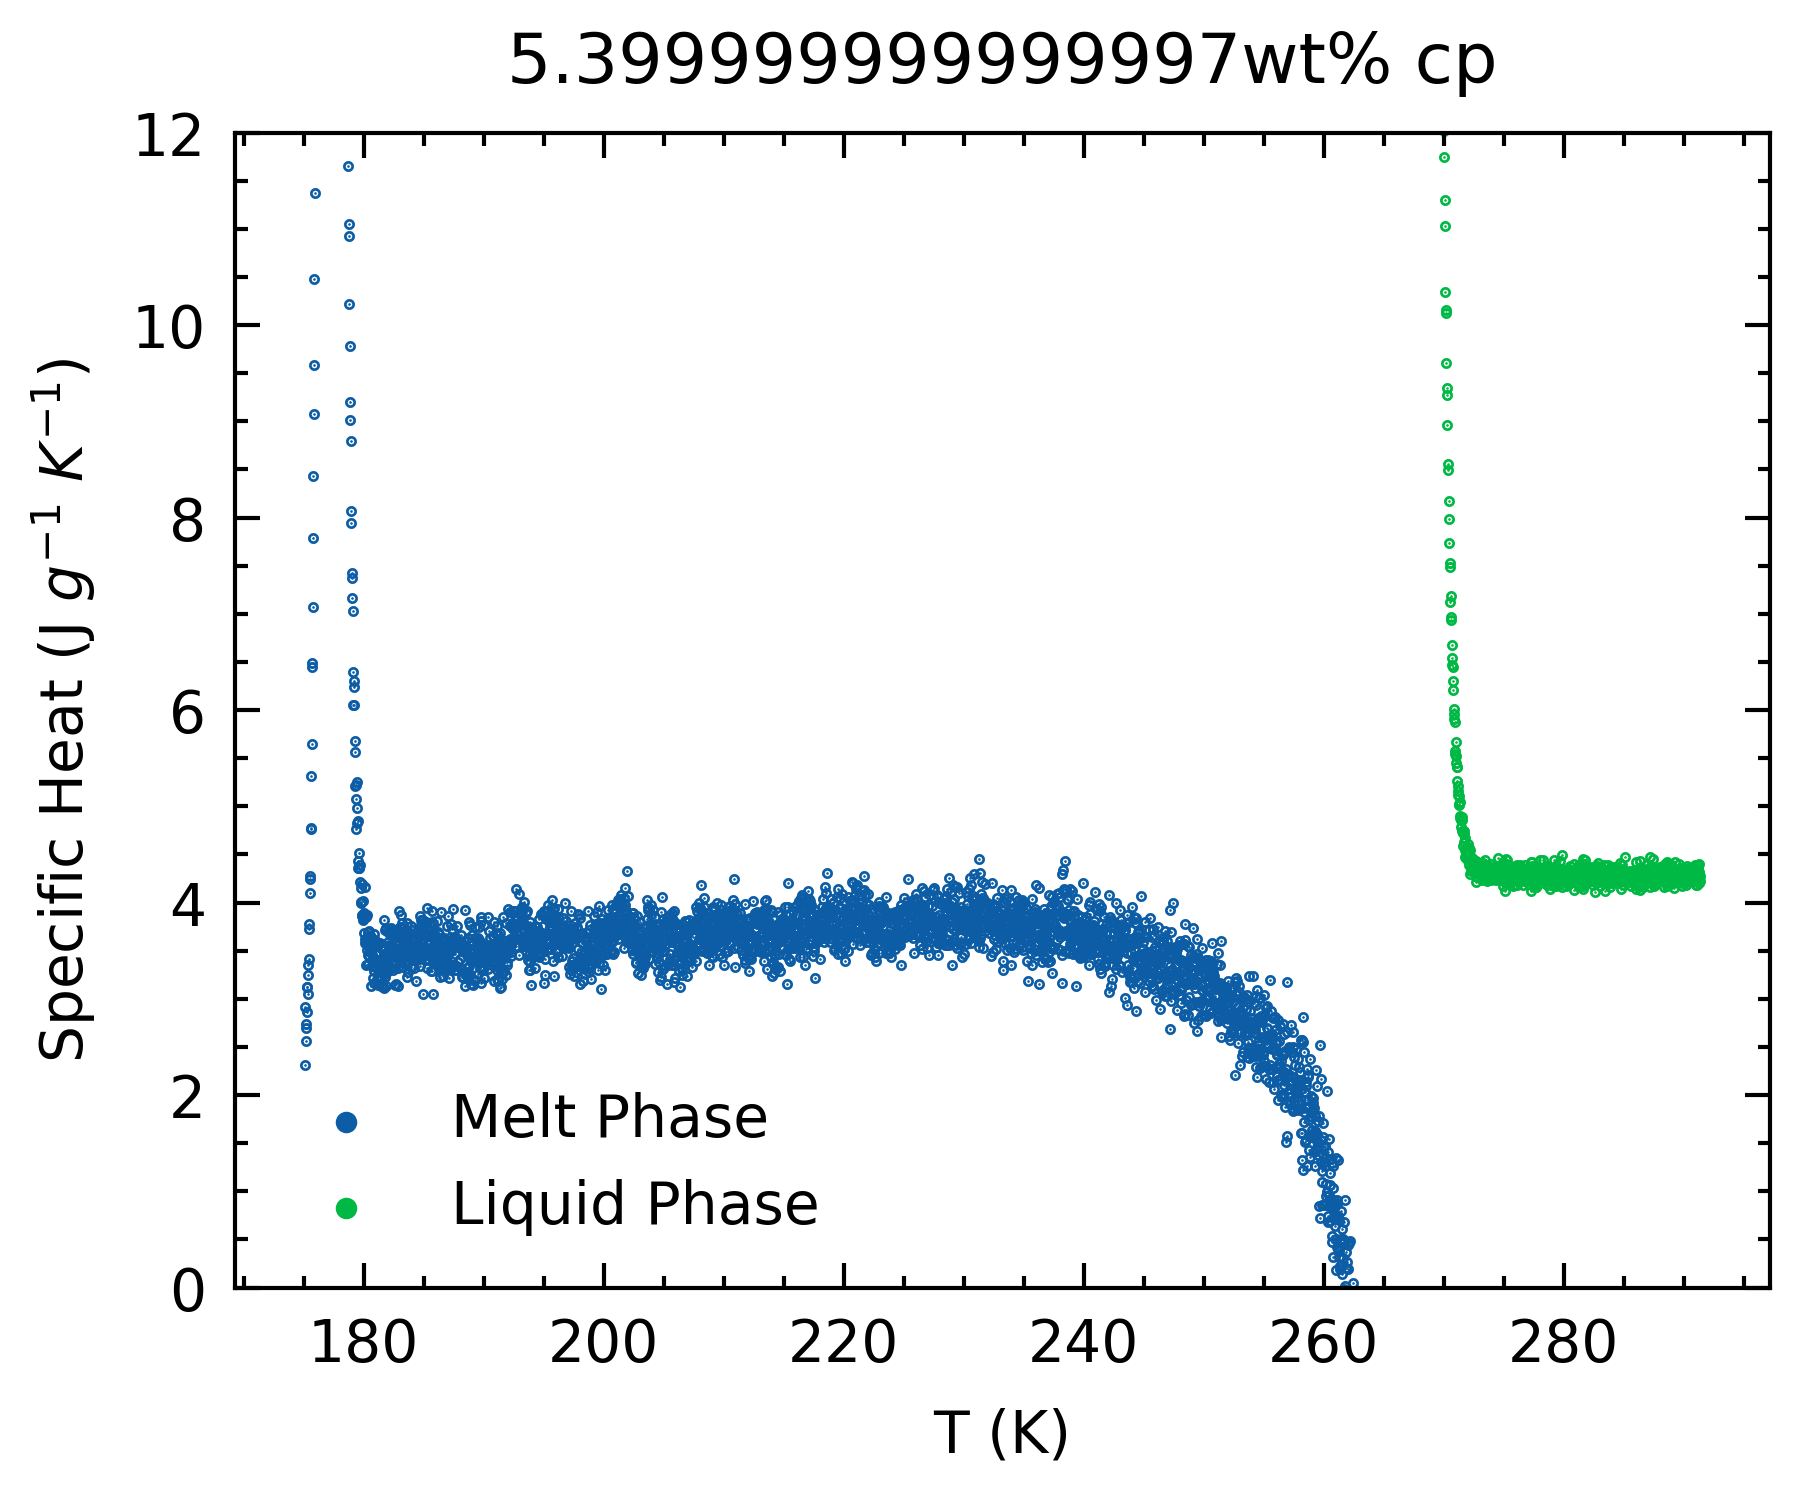 5.399999999999997wt% cp
12
10
8
6
4
2
0
Specific Heat (J g⁻¹ K⁻¹)
Melt Phase
Liquid Phase
180 200 220 240 260 280
T (K)